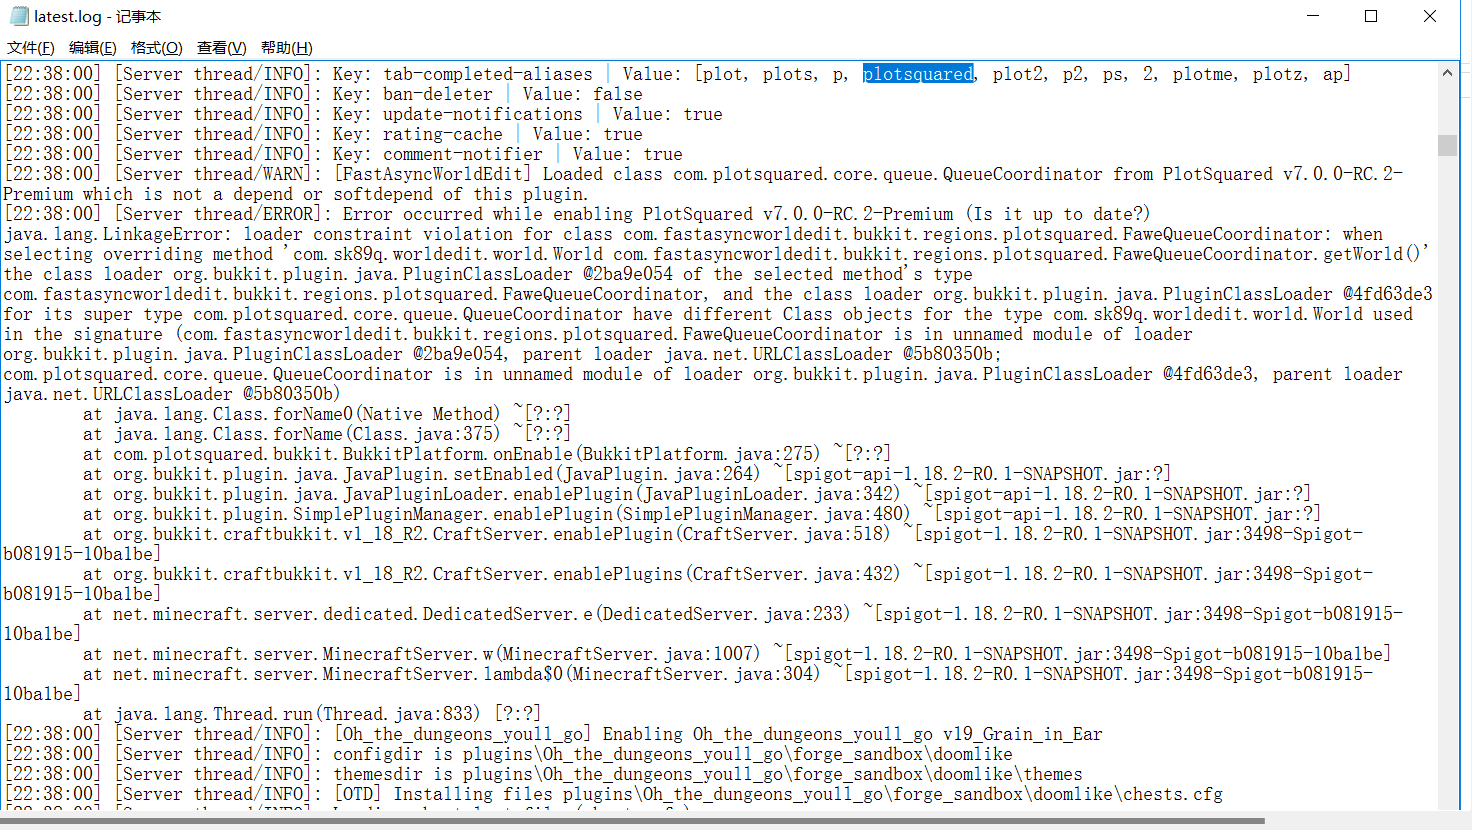 latest.log - 记事本
文件(F)  编辑(E)  格式(O)  查看(V)  帮助(H)
[22:38:00] [Server thread/INFO]: Key: tab-completed-aliases | Value: [plot, plots, p, plotsquared, plot2, p2, ps, 2, plotme, plotz, ap]
[22:38:00] [Server thread/INFO]: Key: ban-deleter | Value: false
[22:38:00] [Server thread/INFO]: Key: update-notifications | Value: true
[22:38:00] [Server thread/INFO]: Key: rating-cache | Value: true
[22:38:00] [Server thread/INFO]: Key: comment-notifier | Value: true
[22:38:00] [Server thread/WARN]: [FastAsyncWorldEdit] Loaded class com.plotsquared.core.queue.QueueCoordinator from PlotSquared v7.0.0-RC.2-
Premium which is not a depend or softdepend of this plugin.
[22:38:00] [Server thread/ERROR]: Error occurred while enabling PlotSquared v7.0.0-RC.2-Premium (Is it up to date?)
java.lang.LinkageError: loader constraint violation for class com.fastasyncworldedit.bukkit.regions.plotsquared.FaweQueueCoordinator: when
selecting overriding method 'com.sk89q.worldedit.world.World com.fastasyncworldedit.bukkit.regions.plotsquared.FaweQueueCoordinator.getWorld()'
the class loader org.bukkit.plugin.java.PluginClassLoader @2ba9e054 of the selected method's type
com.fastasyncworldedit.bukkit.regions.plotsquared.FaweQueueCoordinator, and the class loader org.bukkit.plugin.java.PluginClassLoader @4fd63de3
for its super type com.plotsquared.core.queue.QueueCoordinator have different Class objects for the type com.sk89q.worldedit.world.World used
in the signature (com.fastasyncworldedit.bukkit.regions.plotsquared.FaweQueueCoordinator is in unnamed module of loader
org.bukkit.plugin.java.PluginClassLoader @2ba9e054, parent loader java.net.URLClassLoader @5b80350b;
com.plotsquared.core.queue.QueueCoordinator is in unnamed module of loader org.bukkit.plugin.java.PluginClassLoader @4fd63de3, parent loader
java.net.URLClassLoader @5b80350b)
at java.lang.Class.forName0(Native Method) ~[?:?]
at java.lang.Class.forName(Class.java:375) ~[?:?]
at com.plotsquared.bukkit.BukkitPlatform.onEnable(BukkitPlatform.java:275) ~[?:?]
at org.bukkit.plugin.java.JavaPlugin.setEnabled(JavaPlugin.java:264) ~[spigot-api-1.18.2-R0.1-SNAPSHOT.jar:?]
at org.bukkit.plugin.java.JavaPluginLoader.enablePlugin(JavaPluginLoader.java:342) ~[spigot-api-1.18.2-R0.1-SNAPSHOT.jar:?]
at org.bukkit.plugin.SimplePluginManager.enablePlugin(SimplePluginManager.java:480) ~[spigot-api-1.18.2-R0.1-SNAPSHOT.jar:?]
at org.bukkit.craftbukkit.v1_18_R2.CraftServer.enablePlugin(CraftServer.java:518) ~[spigot-1.18.2-R0.1-SNAPSHOT.jar:3498-Spigot-
b081915-10ba1be]
at org.bukkit.craftbukkit.v1_18_R2.CraftServer.enablePlugins(CraftServer.java:432) ~[spigot-1.18.2-R0.1-SNAPSHOT.jar:3498-Spigot-
b081915-10ba1be]
at net.minecraft.server.dedicated.DedicatedServer.e(DedicatedServer.java:233) ~[spigot-1.18.2-R0.1-SNAPSHOT.jar:3498-Spigot-b081915-
10ba1be]
at net.minecraft.server.MinecraftServer.w(MinecraftServer.java:1007) ~[spigot-1.18.2-R0.1-SNAPSHOT.jar:3498-Spigot-b081915-10ba1be]
at net.minecraft.server.MinecraftServer.lambda$0(MinecraftServer.java:304) ~[spigot-1.18.2-R0.1-SNAPSHOT.jar:3498-Spigot-b081915-
10ba1be]
at java.lang.Thread.run(Thread.java:833) [?:?]
[22:38:00] [Server thread/INFO]: [Oh_the_dungeons_youll_go] Enabling Oh_the_dungeons_youll_go v19_Grain_in_Ear
[22:38:00] [Server thread/INFO]: configdir is plugins\Oh_the_dungeons_youll_go\forge_sandbox\doomlike
[22:38:00] [Server thread/INFO]: themesdir is plugins\Oh_the_dungeons_youll_go\forge_sandbox\doomlike\themes
[22:38:00] [Server thread/INFO]: [OTD] Installing files plugins\Oh_the_dungeons_youll_go\forge_sandbox\doomlike\chests.cfg